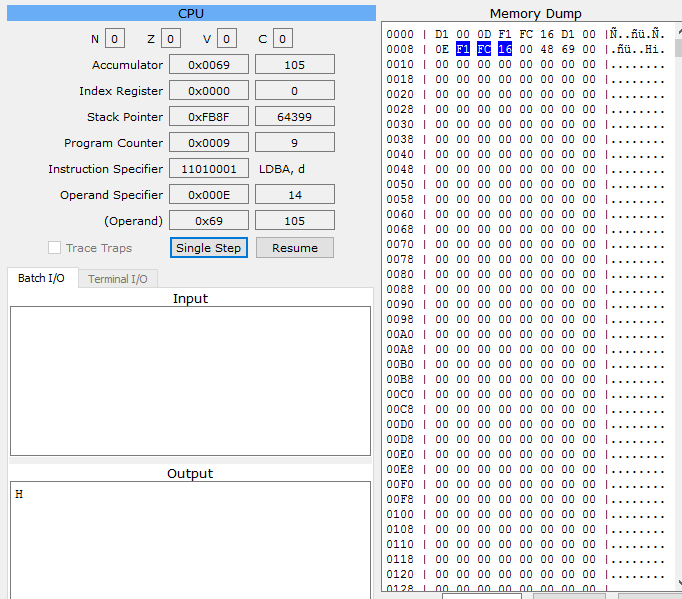 CPU
N 0 Z 0 V 0 C 0
Accumulator 0x0069 105
Index Register 0x0000 0
Stack Pointer 0xFB8F 64399
Program Counter 0x0009 9
Instruction Specifier 11010001 LDBA, d
Operand Specifier 0x000E 14
(Operand) 0x69 105
Trace Traps Single Step Resume
Batch I/O Terminal I/O
Input
Output
H
Memory Dump
0000 | D1 00 0D F1 FC 16 D1 00 |Ñ..ñü.Ñ.
0008 | 0E F1 FC 16 00 48 69 00 |.ñü..Hi.
0010 | 00 00 00 00 00 00 00 00 |........
0018 | 00 00 00 00 00 00 00 00 |........
0020 | 00 00 00 00 00 00 00 00 |........
0028 | 00 00 00 00 00 00 00 00 |........
0030 | 00 00 00 00 00 00 00 00 |........
0038 | 00 00 00 00 00 00 00 00 |........
0040 | 00 00 00 00 00 00 00 00 |........
0048 | 00 00 00 00 00 00 00 00 |........
0050 | 00 00 00 00 00 00 00 00 |........
0058 | 00 00 00 00 00 00 00 00 |........
0060 | 00 00 00 00 00 00 00 00 |........
0068 | 00 00 00 00 00 00 00 00 |........
0070 | 00 00 00 00 00 00 00 00 |........
0078 | 00 00 00 00 00 00 00 00 |........
0080 | 00 00 00 00 00 00 00 00 |........
0088 | 00 00 00 00 00 00 00 00 |........
0090 | 00 00 00 00 00 00 00 00 |........
0098 | 00 00 00 00 00 00 00 00 |........
00A0 | 00 00 00 00 00 00 00 00 |........
00A8 | 00 00 00 00 00 00 00 00 |........
00B0 | 00 00 00 00 00 00 00 00 |........
00B8 | 00 00 00 00 00 00 00 00 |........
00C0 | 00 00 00 00 00 00 00 00 |........
00C8 | 00 00 00 00 00 00 00 00 |........
00D0 | 00 00 00 00 00 00 00 00 |........
00D8 | 00 00 00 00 00 00 00 00 |........
00E0 | 00 00 00 00 00 00 00 00 |........
00E8 | 00 00 00 00 00 00 00 00 |........
00F0 | 00 00 00 00 00 00 00 00 |........
00F8 | 00 00 00 00 00 00 00 00 |........
0100 | 00 00 00 00 00 00 00 00 |........
0108 | 00 00 00 00 00 00 00 00 |........
0110 | 00 00 00 00 00 00 00 00 |........
0118 | 00 00 00 00 00 00 00 00 |........
0120 | 00 00 00 00 00 00 00 00 |........
0128 | 00 00 00 00 00 00 00 00 |........